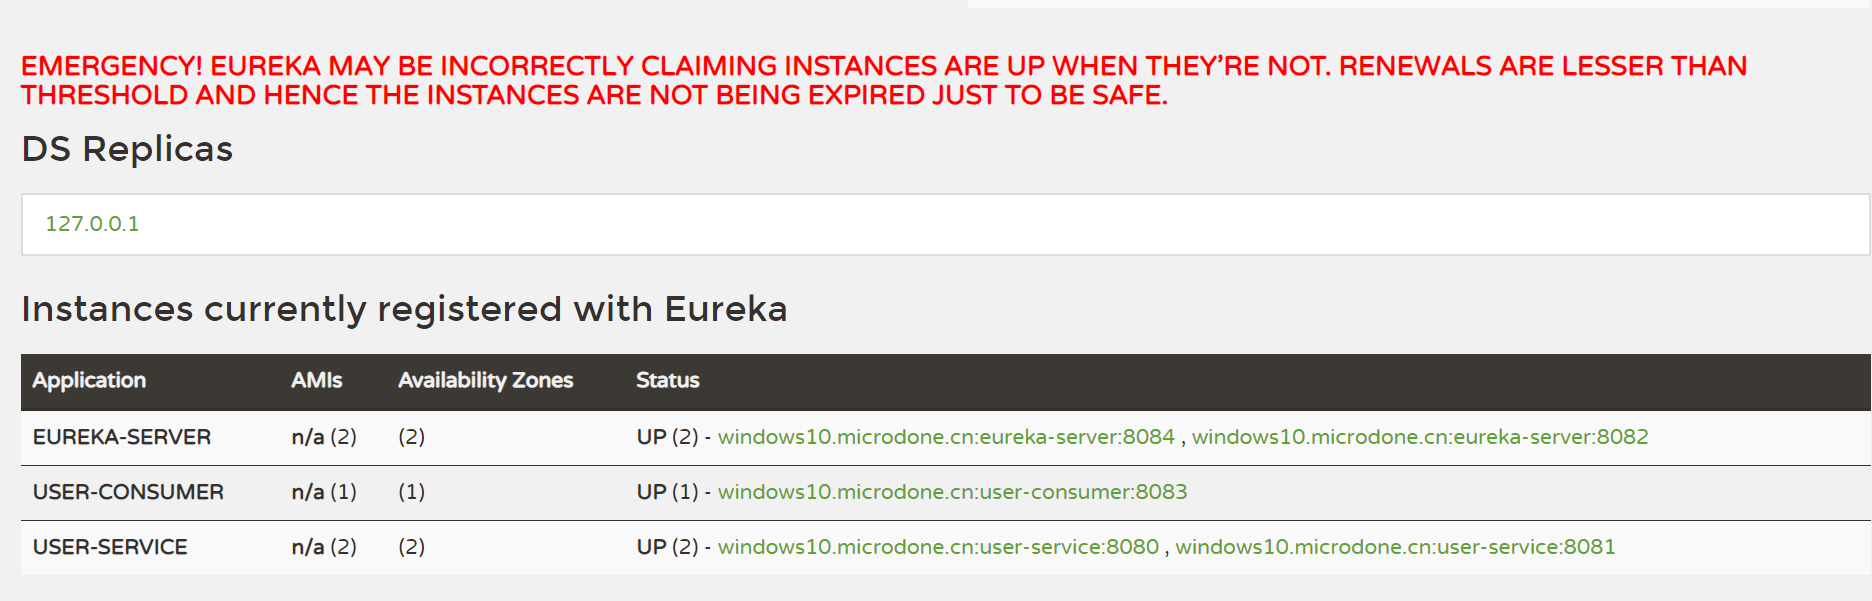 EMERGENCY! EUREKA MAY BE INCORRECTLY CLAIMING INSTANCES ARE UP WHEN THEY’RE NOT. RENEWALS ARE LESSER THAN
THRESHOLD AND HENCE THE INSTANCES ARE NOT BEING EXPIRED JUST TO BE SAFE.
DS Replicas
127.0.0.1
Instances currently registered with Eureka
Application AMIs Availability Zones Status
EUREKA-SERVER n/a (2) (2) UP (2) - windows10.microdone.cn:eureka-server:8084 , windows10.microdone.cn:eureka-server:8082
USER-CONSUMER n/a (1) (1) UP (1) - windows10.microdone.cn:user-consumer:8083
USER-SERVICE n/a (2) (2) UP (2) - windows10.microdone.cn:user-service:8080 , windows10.microdone.cn:user-service:8081